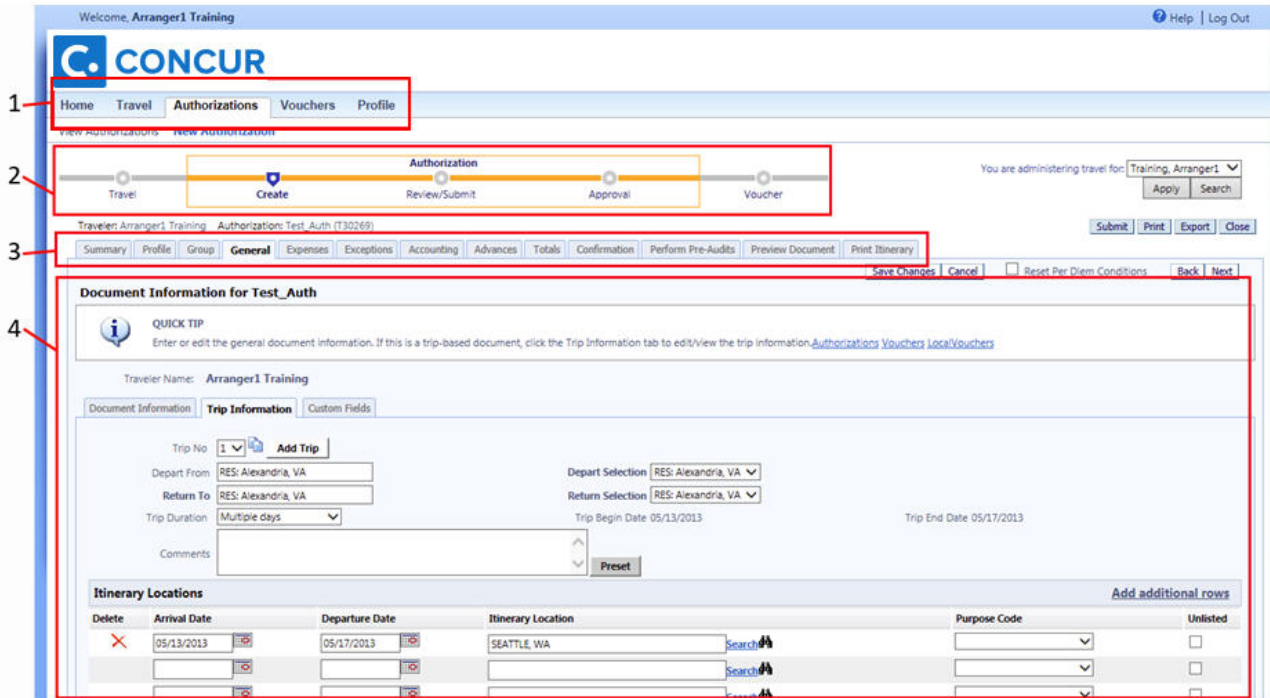 Welcome, Arranger1 Training
Help | Log Out
C. CONCUR
1
Home Travel Authorizations Vouchers Profile
View Authorizations New Authorization
2
Authorization
Travel Create Review/Submit Approval Voucher
You are administering travel for: Training, Arranger1
Apply Search
Traveler: Arranger1 Training Authorization: Test_Auth (T30269)
Submit Print Export Close
3
Summary Profile Group General Expenses Exceptions Accounting Advances Totals Confirmation Perform Pre-Audits Preview Document Print Itinerary
Save Changes Cancel Reset Per Diem Conditions Back Next
Document Information for Test_Auth
4
QUICK TIP
Enter or edit the general document information. If this is a trip-based document, click the Trip Information tab to edit/view the trip information.Authorizations Vouchers LocalVouchers
Traveler Name: Arranger1 Training
Document Information Trip Information Custom Fields
Trip No 1 Add Trip
Depart From RES: Alexandria, VA Depart Selection RES: Alexandria, VA
Return To RES: Alexandria, VA Return Selection RES: Alexandria, VA
Trip Duration Multiple days Trip Begin Date 05/13/2013 Trip End Date 05/17/2013
Comments
Preset
Itinerary Locations Add additional rows
Delete Arrival Date Departure Date Itinerary Location Purpose Code Unlisted
05/13/2013 05/17/2013 SEATTLE, WA Search
Search
Search